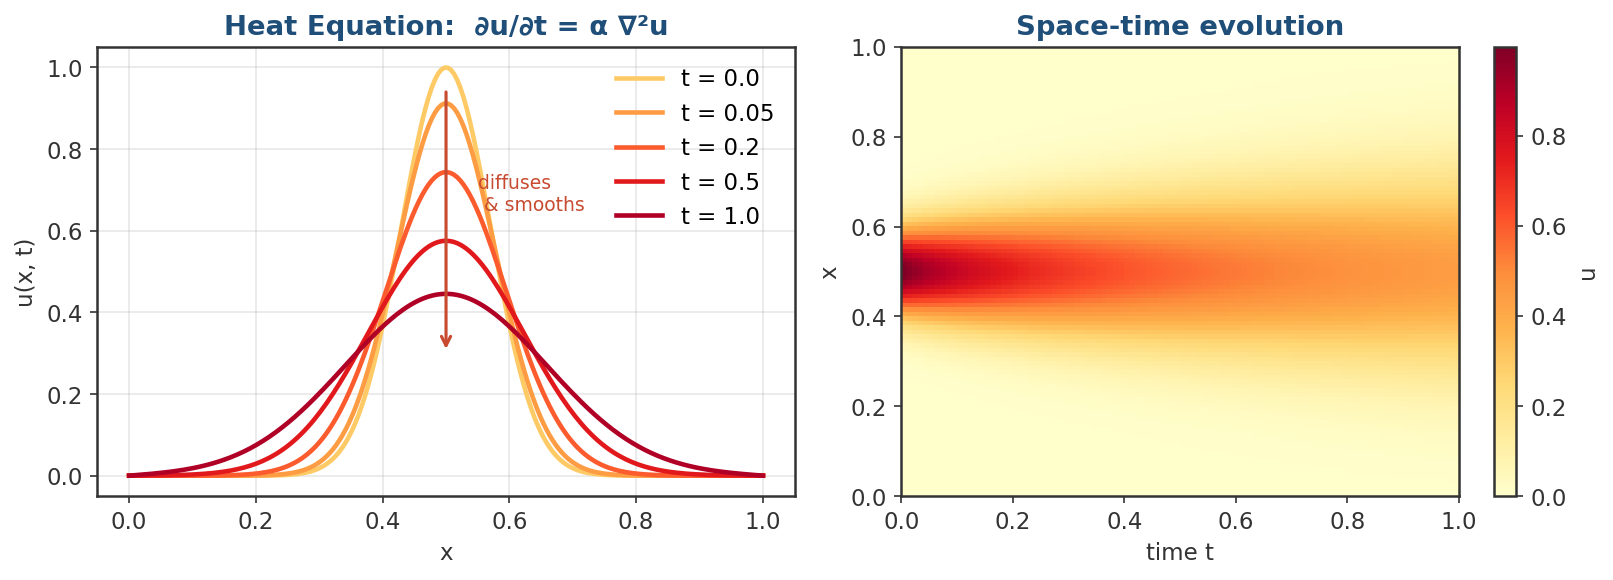 Heat Equation:  ∂u/∂t = α ∇²u
u(x, t)
1.0
0.8
0.6
0.4
0.2
0.0
t = 0.0
t = 0.05
t = 0.2
t = 0.5
t = 1.0
diffuses
& smooths
0.0 0.2 0.4 0.6 0.8 1.0
x
Space-time evolution
x
1.0
0.8
0.6
0.4
0.2
0.0
0.0 0.2 0.4 0.6 0.8 1.0
time t
0.8
0.6
0.4
0.2
0.0
u